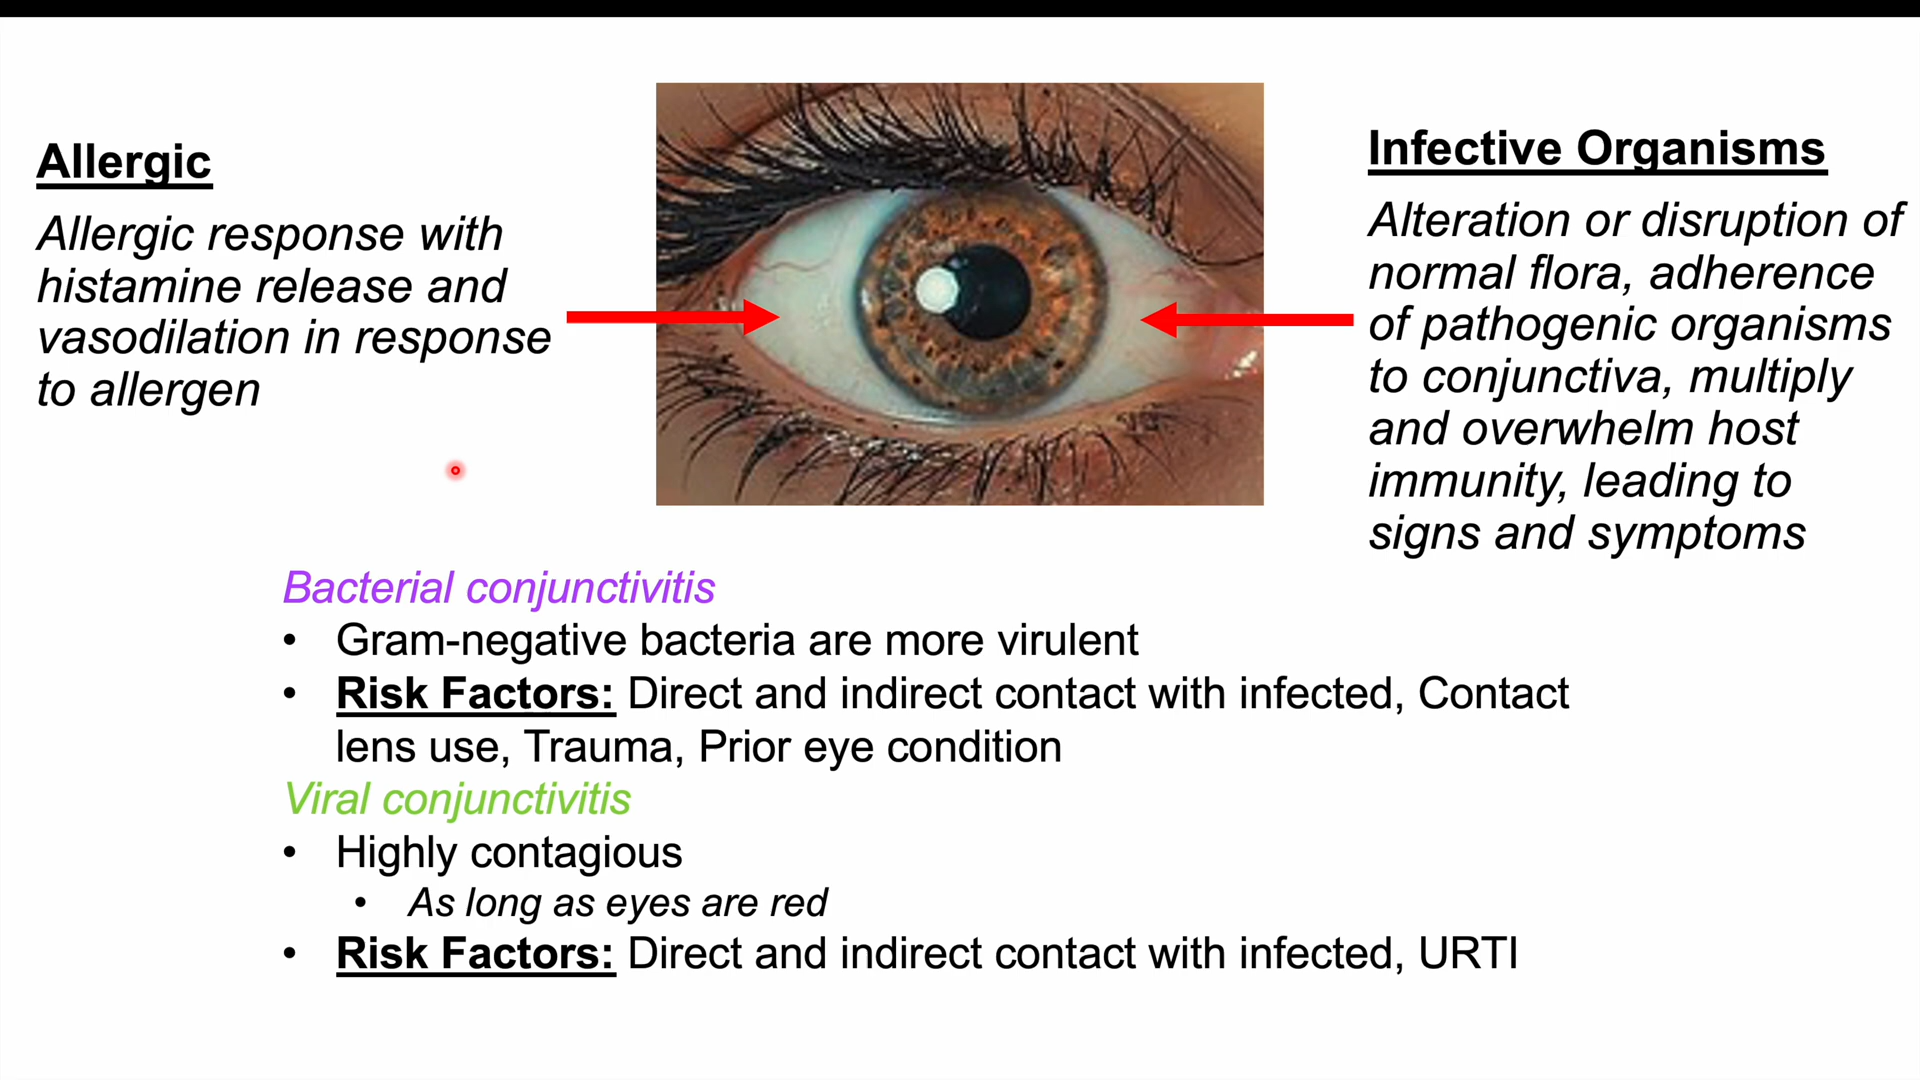 Allergic
Allergic response with
histamine release and
vasodilation in response
to allergen
Infective Organisms
Alteration or disruption of
normal flora, adherence
of pathogenic organisms
to conjunctiva, multiply
and overwhelm host
immunity, leading to
signs and symptoms
Bacterial conjunctivitis
• Gram-negative bacteria are more virulent
• Risk Factors: Direct and indirect contact with infected, Contact
lens use, Trauma, Prior eye condition
Viral conjunctivitis
• Highly contagious
• As long as eyes are red
• Risk Factors: Direct and indirect contact with infected, URTI